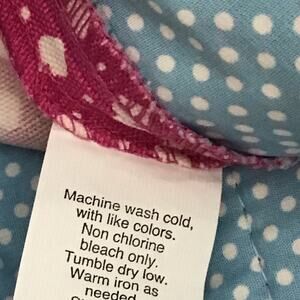 Machine wash cold,
with like colors.
Non chlorine
bleach only.
Tumble dry low.
Warm iron as
needed